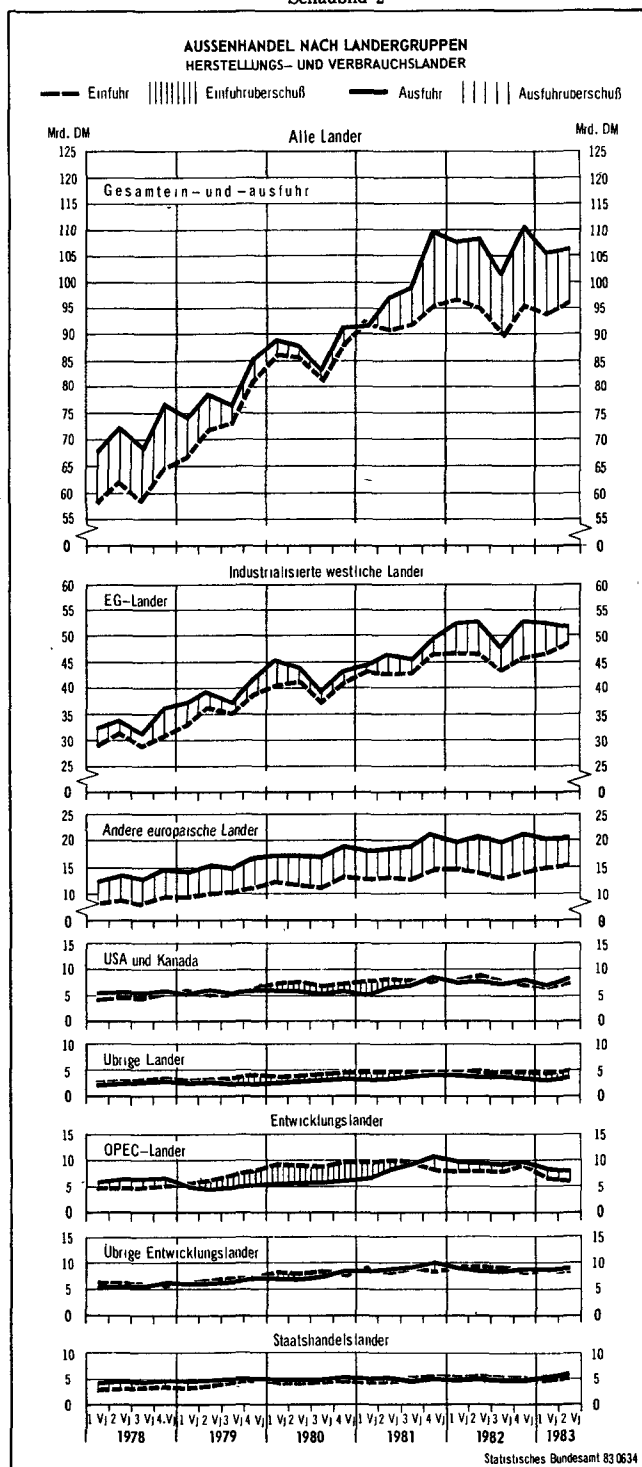 Schaubild 2
AUSSENHANDEL NACH LANDERGRUPPEN
HERSTELLUNGS- UND VERBRAUCHSLANDER
Einfuhr Einfuhruberschuß Ausfuhr Ausfuhruberschuß
Mrd. DM Alle Lander Mrd. DM
125 125
120 Gesamtein-und-ausfuhr 120
115 115
110 110
105 105
100 100
95 95
90 90
85 85
80 80
75 75
70 70
65 65
60 60
55 55
0 0
Industrialisierte westliche Lander
60 60
55 EG-Lander 55
50 50
45 45
40 40
35 35
30 30
25 25
0 0
25 25
20 Andere europaische Lander 20
15 15
10 10
0 0
15 15
10 USA und Kanada 10
5 5
0 0
10 Übrige Lander 10
5 5
0 0
Entwicklungslander
15 OPEC-Lander 15
10 10
5 5
0 0
15 Übrige Entwicklungslander 15
10 10
5 5
0 0
Staatshandelslander
10 10
5 5
0 0
1 Vj 2 Vj 3 Vj 4.Vj 1 Vj 2 Vj 3 Vj 4 Vj 1 Vj 2 Vj 3 Vj 4 Vj 1 Vj 2 Vj 3 Vj 4 Vj 1 Vj 2 Vj 3 Vj 4 Vj 1 Vj 2 Vj
1978 1979 1980 1981 1982 1983
Statistisches Bundesamt 83 0634